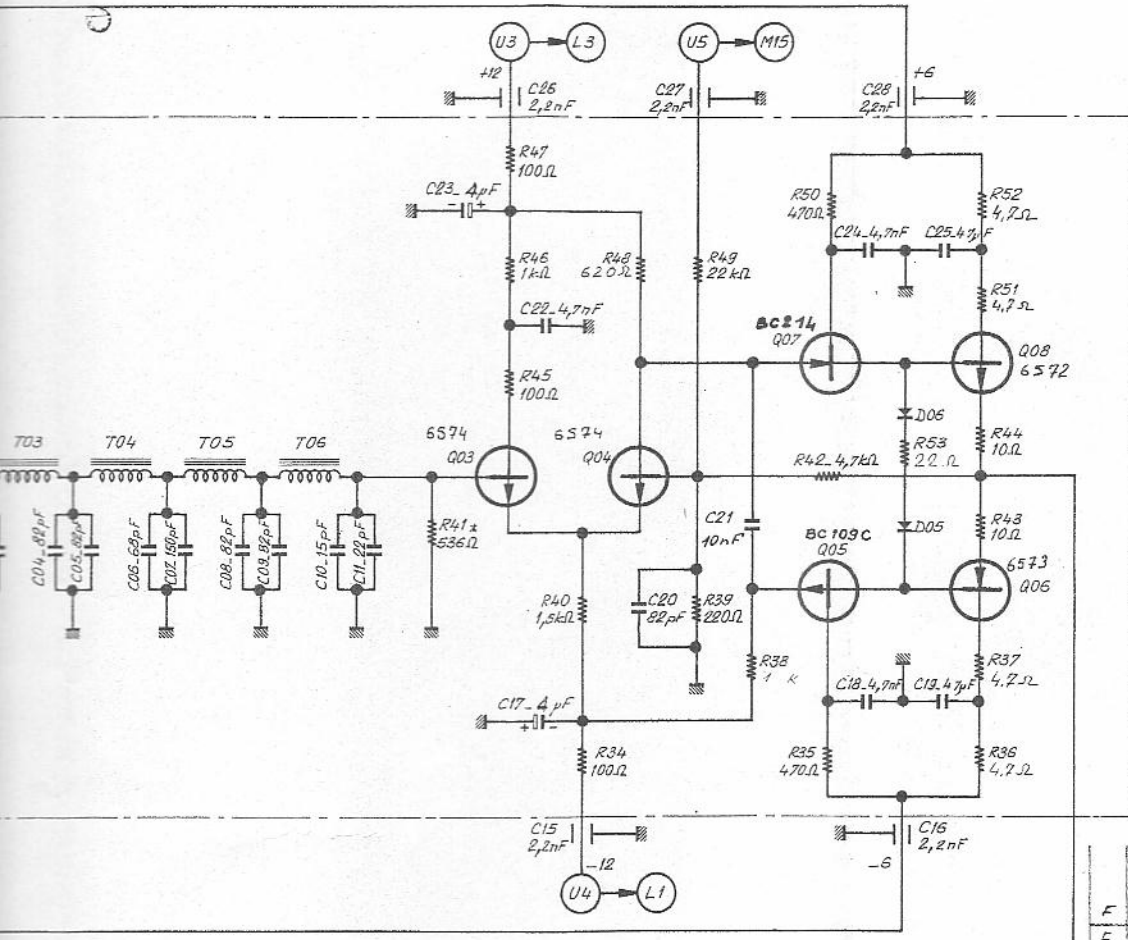 U3
L3
U5
M15
+12
C26
2,2nF
C27
2,2nF
C28
2,2nF
+6
R47
100Ω
C23_4µF
- +
R50
470Ω
R52
4,7Ω
C24_4,7nF
C25_47µF
R46
1kΩ
R48
620Ω
R49
22kΩ
R51
4,7Ω
C22_4,7nF
BC214
Q07
Q08
6572
R45
100Ω
D06
R53
22Ω
R44
10Ω
T03
T04
T05
T06
6574
Q03
6574
Q04
R42_4,7kΩ
C04_82pF
C05_82pF
C06_68pF
C07_150pF
C08_82pF
C09_82pF
C10_15pF
C11_22pF
R41±
536Ω
C21
10nF
D05
R43
10Ω
BC109C
Q05
6573
Q06
R40
1,5kΩ
C20
82pF
R39
220Ω
R38
1 k
R37
4,7Ω
C18_4,7nF
C19_47µF
C17_4µF
+ -
R34
100Ω
R35
470Ω
R36
4,7Ω
C15
2,2nF
C16
2,2nF
-12
-6
U4
L1
F
E